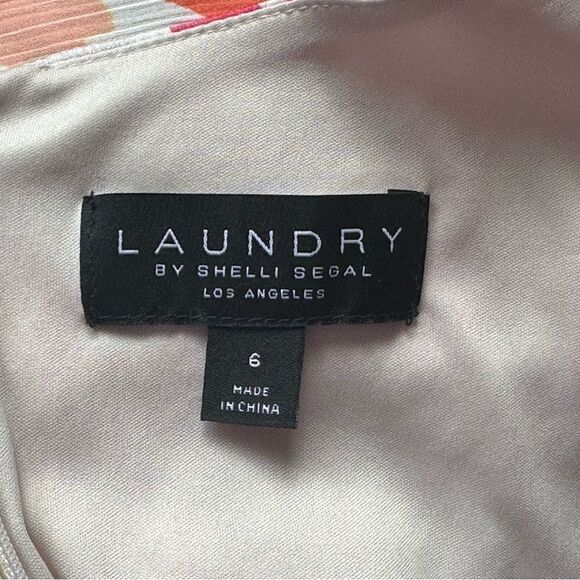 LAUNDRY
BY SHELLI SEGAL
LOS ANGELES
6
MADE
IN CHINA